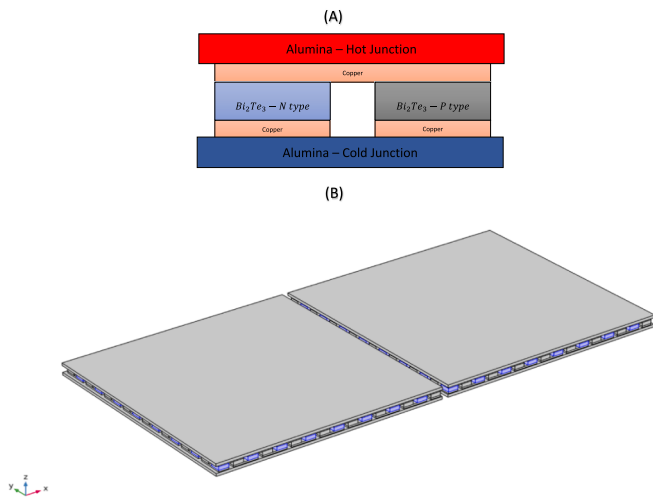 (A)
Alumina – Hot Junction
Copper
Bi₂Te₃ – N type
Bi₂Te₃ – P type
Copper
Copper
Alumina – Cold Junction
(B)
z
y
x